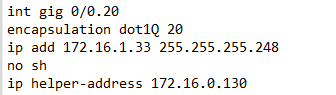 int gig 0/0.20
encapsulation dot1Q 20
ip add 172.16.1.33 255.255.255.248
no sh
ip helper-address 172.16.0.130